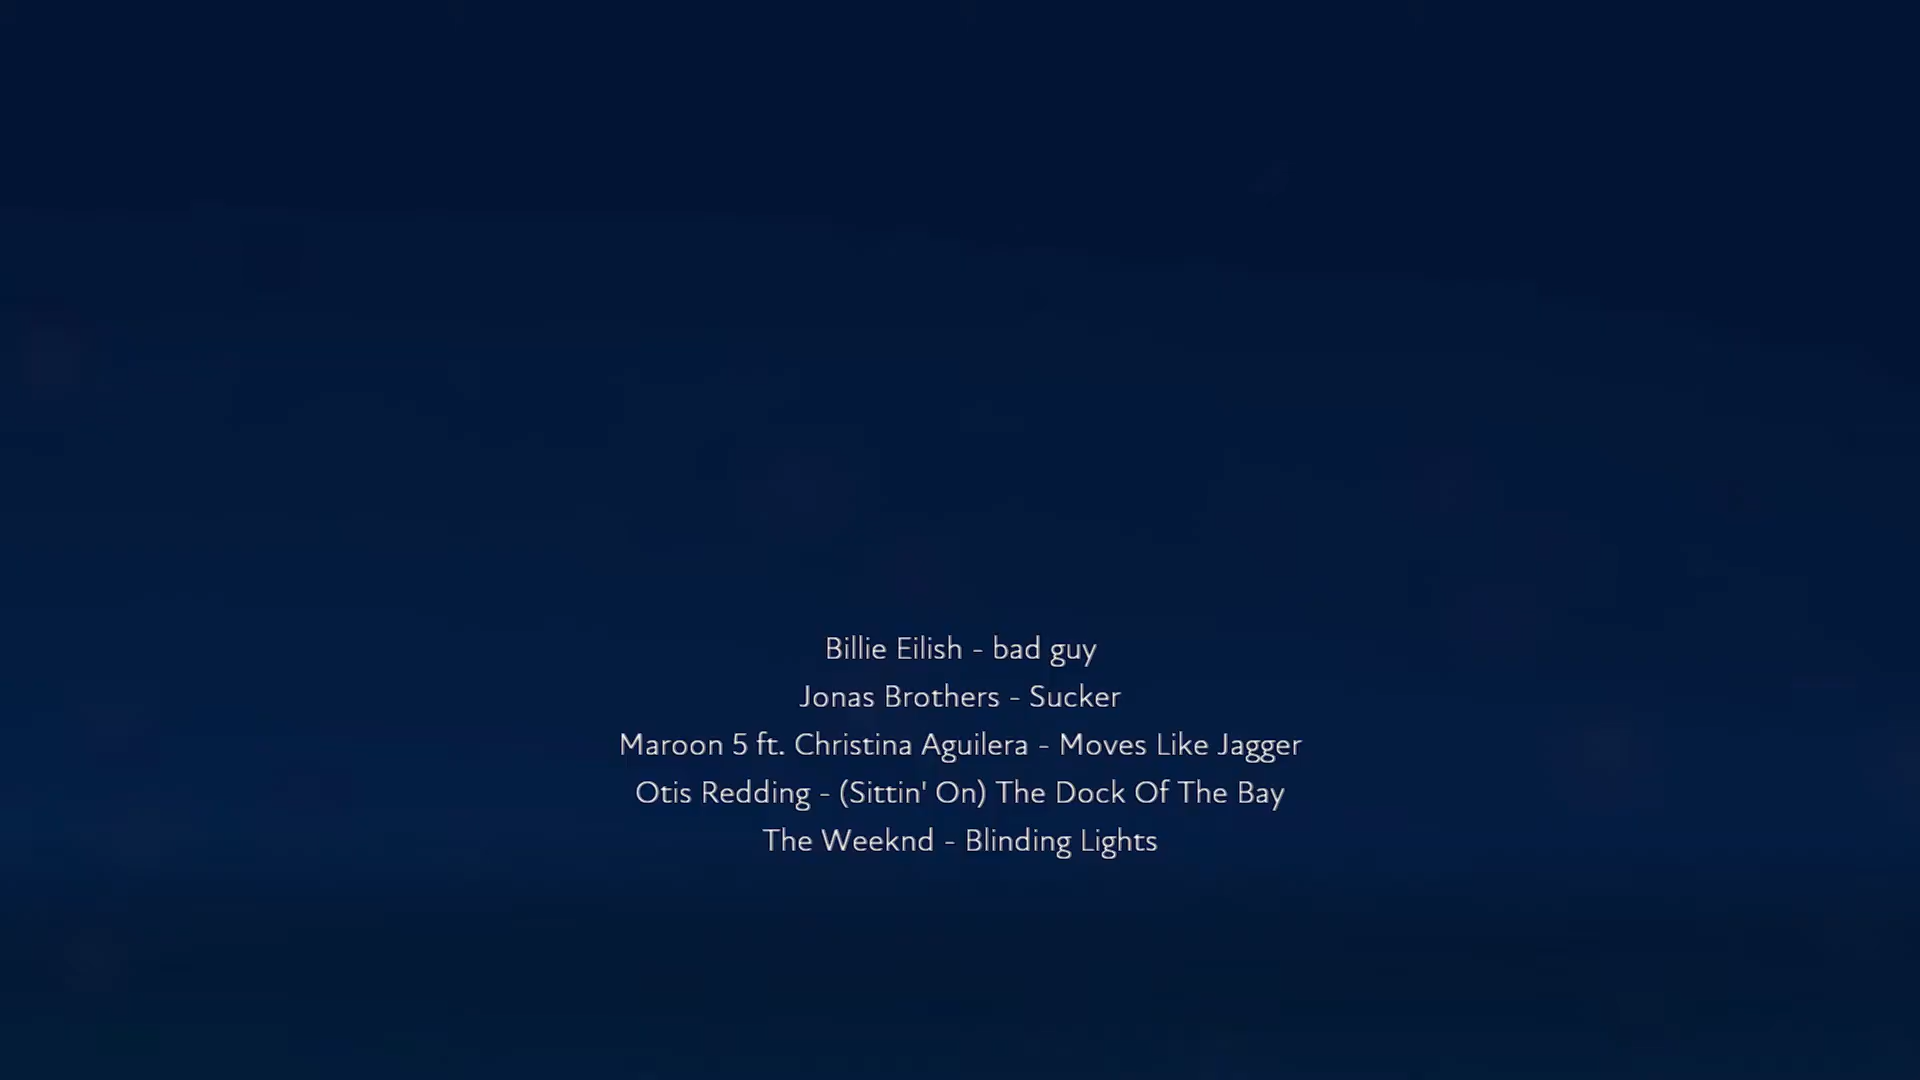 Billie Eilish - bad guy
Jonas Brothers - Sucker
Maroon 5 ft. Christina Aguilera - Moves Like Jagger
Otis Redding - (Sittin' On) The Dock Of The Bay
The Weeknd - Blinding Lights